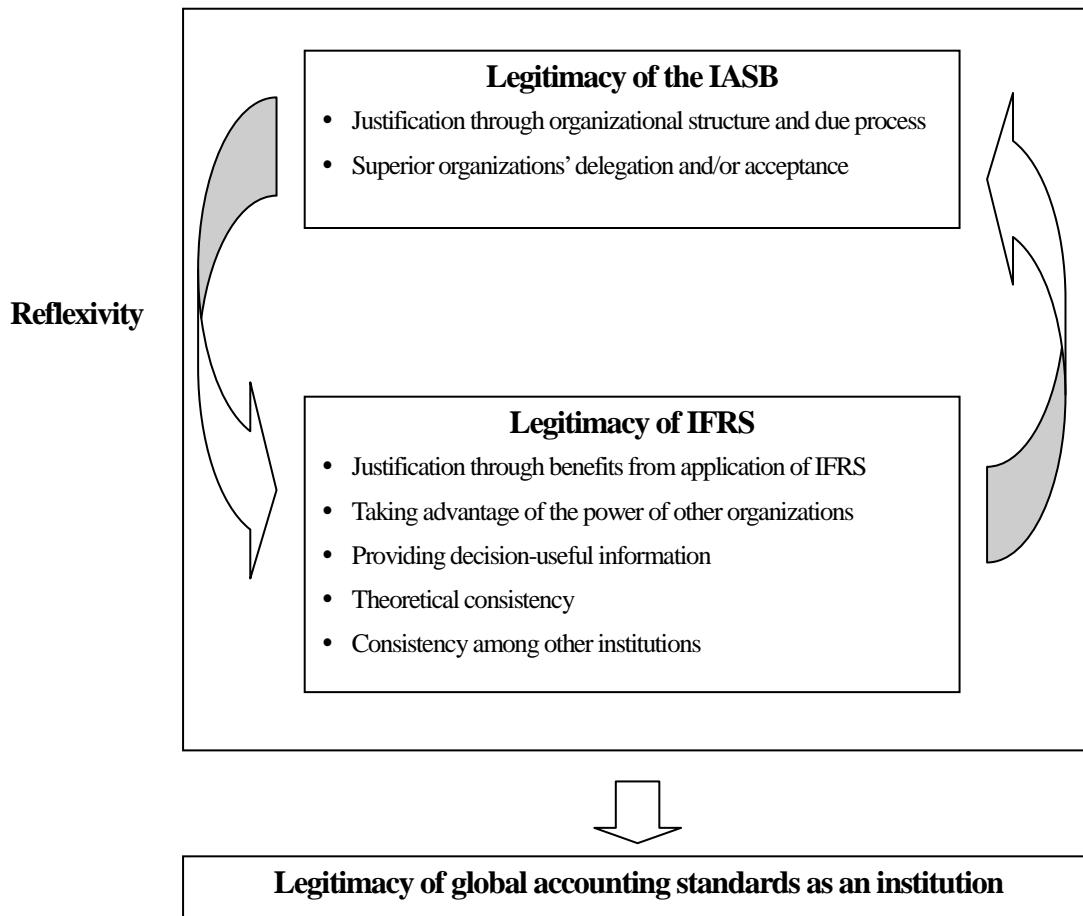 Legitimacy of the IASB
• Justification through organizational structure and due process
• Superior organizations’ delegation and/or acceptance
Reflexivity
Legitimacy of IFRS
• Justification through benefits from application of IFRS
• Taking advantage of the power of other organizations
• Providing decision-useful information
• Theoretical consistency
• Consistency among other institutions
Legitimacy of global accounting standards as an institution